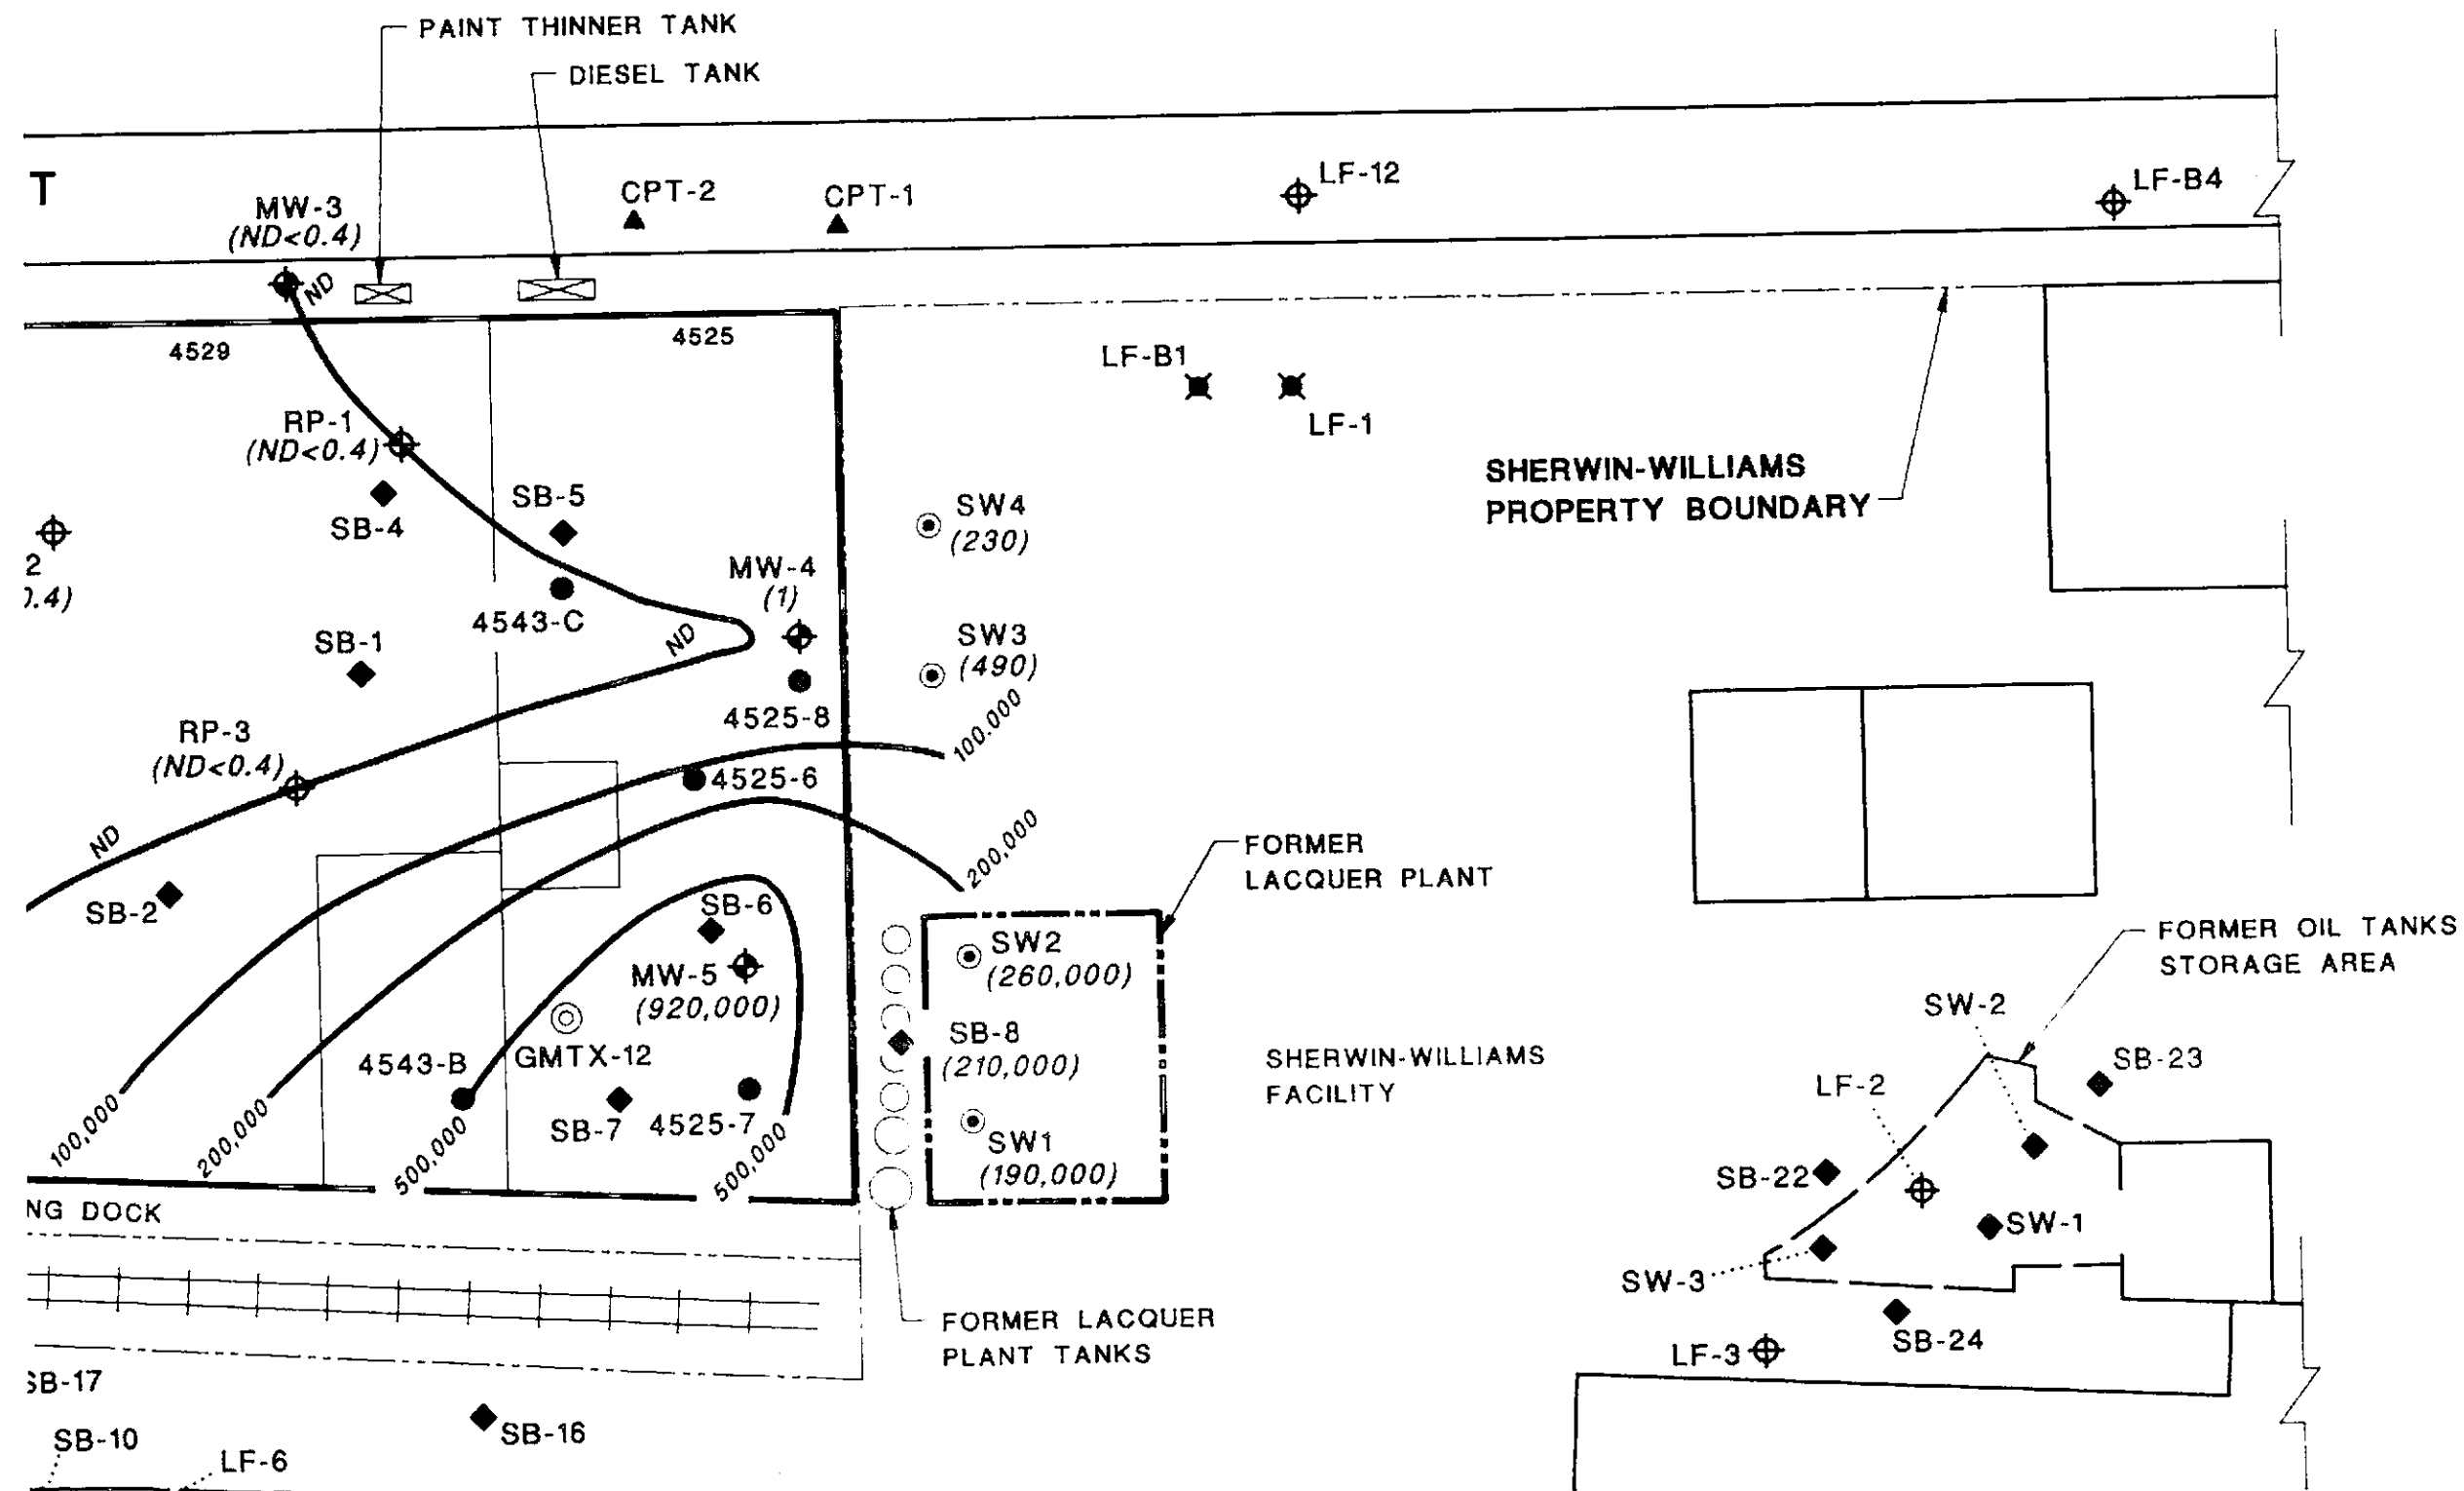 PAINT THINNER TANK
DIESEL TANK
T
MW-3
(ND<0.4)
CPT-2
CPT-1
LF-12
LF-B4
ND
4529
4525
LF-B1
LF-1
RP-1
(ND<0.4)
SB-4
SB-5
4543-C
SHERWIN-WILLIAMS
PROPERTY BOUNDARY
SW4
(230)
2
0.4)
MW-4
(1)
SW3
(490)
ND
SB-1
4525-8
100,000
RP-3
(ND<0.4)
4525-6
ND
200,000
FORMER
LACQUER PLANT
SB-2
SB-6
MW-5
(920,000)
SW2
(260,000)
FORMER OIL TANKS
STORAGE AREA
GMTX-12
4543-B
SB-8
(210,000)
SHERWIN-WILLIAMS
FACILITY
SW-2
SB-23
LF-2
SB-7
4525-7
SW1
(190,000)
100,000
200,000
500,000
500,000
SB-22
SW-1
NG DOCK
SW-3
FORMER LACQUER
PLANT TANKS
SB-24
LF-3
SB-17
SB-16
SB-10
LF-6